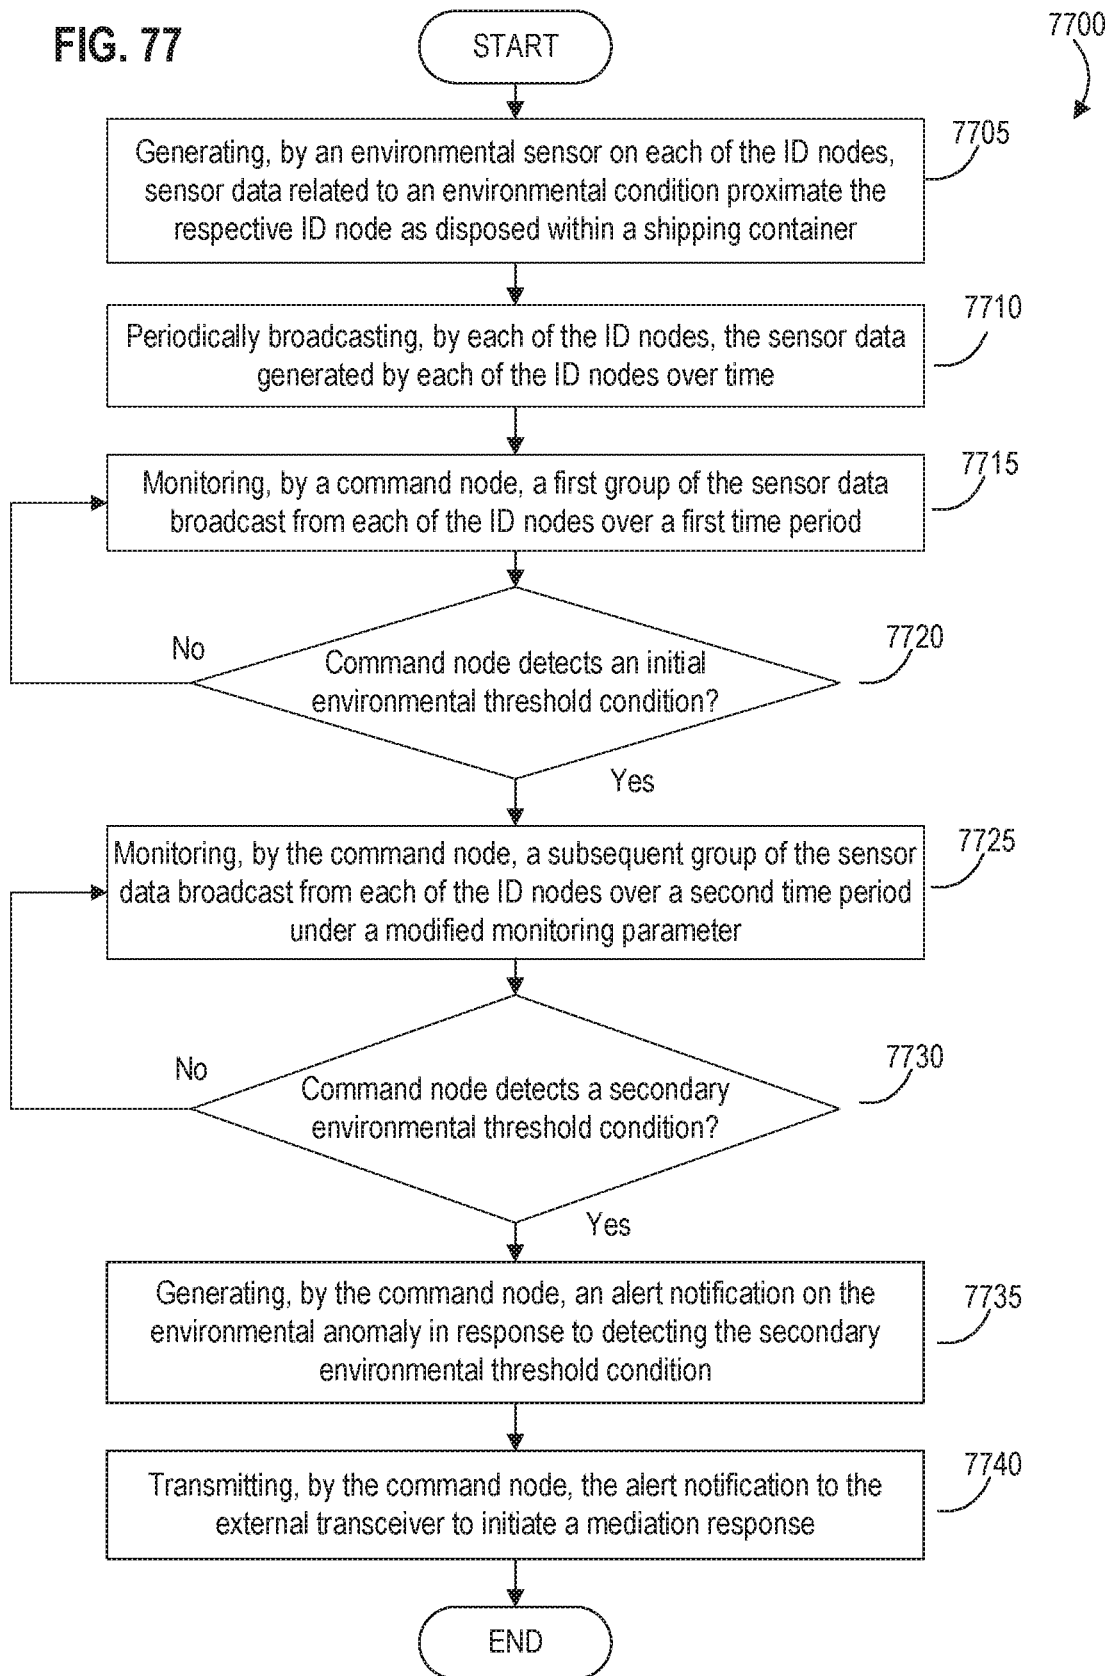 FIG. 77
START
7700
7705
Generating, by an environmental sensor on each of the ID nodes,
sensor data related to an environmental condition proximate the
respective ID node as disposed within a shipping container
7710
Periodically broadcasting, by each of the ID nodes, the sensor data
generated by each of the ID nodes over time
7715
Monitoring, by a command node, a first group of the sensor data
broadcast from each of the ID nodes over a first time period
No
7720
Command node detects an initial
environmental threshold condition?
Yes
7725
Monitoring, by the command node, a subsequent group of the sensor
data broadcast from each of the ID nodes over a second time period
under a modified monitoring parameter
No
7730
Command node detects a secondary
environmental threshold condition?
Yes
7735
Generating, by the command node, an alert notification on the
environmental anomaly in response to detecting the secondary
environmental threshold condition
7740
Transmitting, by the command node, the alert notification to the
external transceiver to initiate a mediation response
END